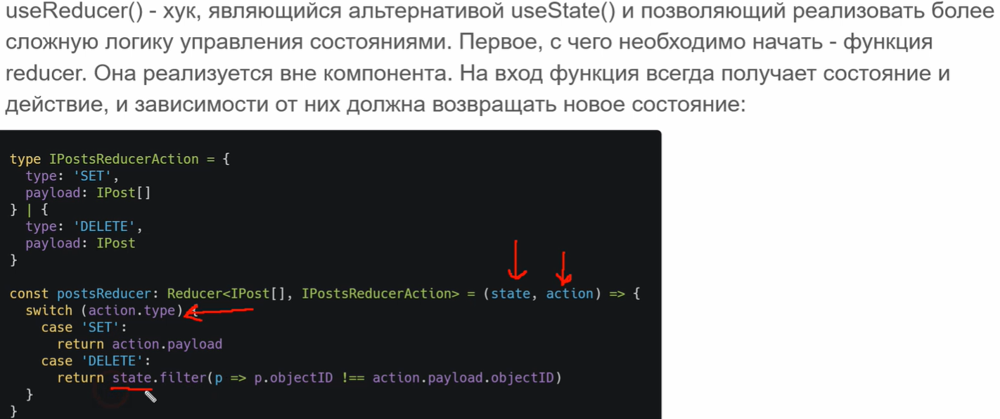 useReducer() - хук, являющийся альтернативой useState() и позволяющий реализовать более
сложную логику управления состояниями. Первое, с чего необходимо начать - функция
reducer. Она реализуется вне компонента. На вход функция всегда получает состояние и
действие, и зависимости от них должна возвращать новое состояние:
type IPostsReducerAction = {
  type: 'SET',
  payload: IPost[]
} | {
  type: 'DELETE',
  payload: IPost
}
const postsReducer: Reducer<IPost[], IPostsReducerAction> = (state, action) => {
  switch (action.type) {
    case 'SET':
      return action.payload
    case 'DELETE':
      return state.filter(p => p.objectID !== action.payload.objectID)
  }
}